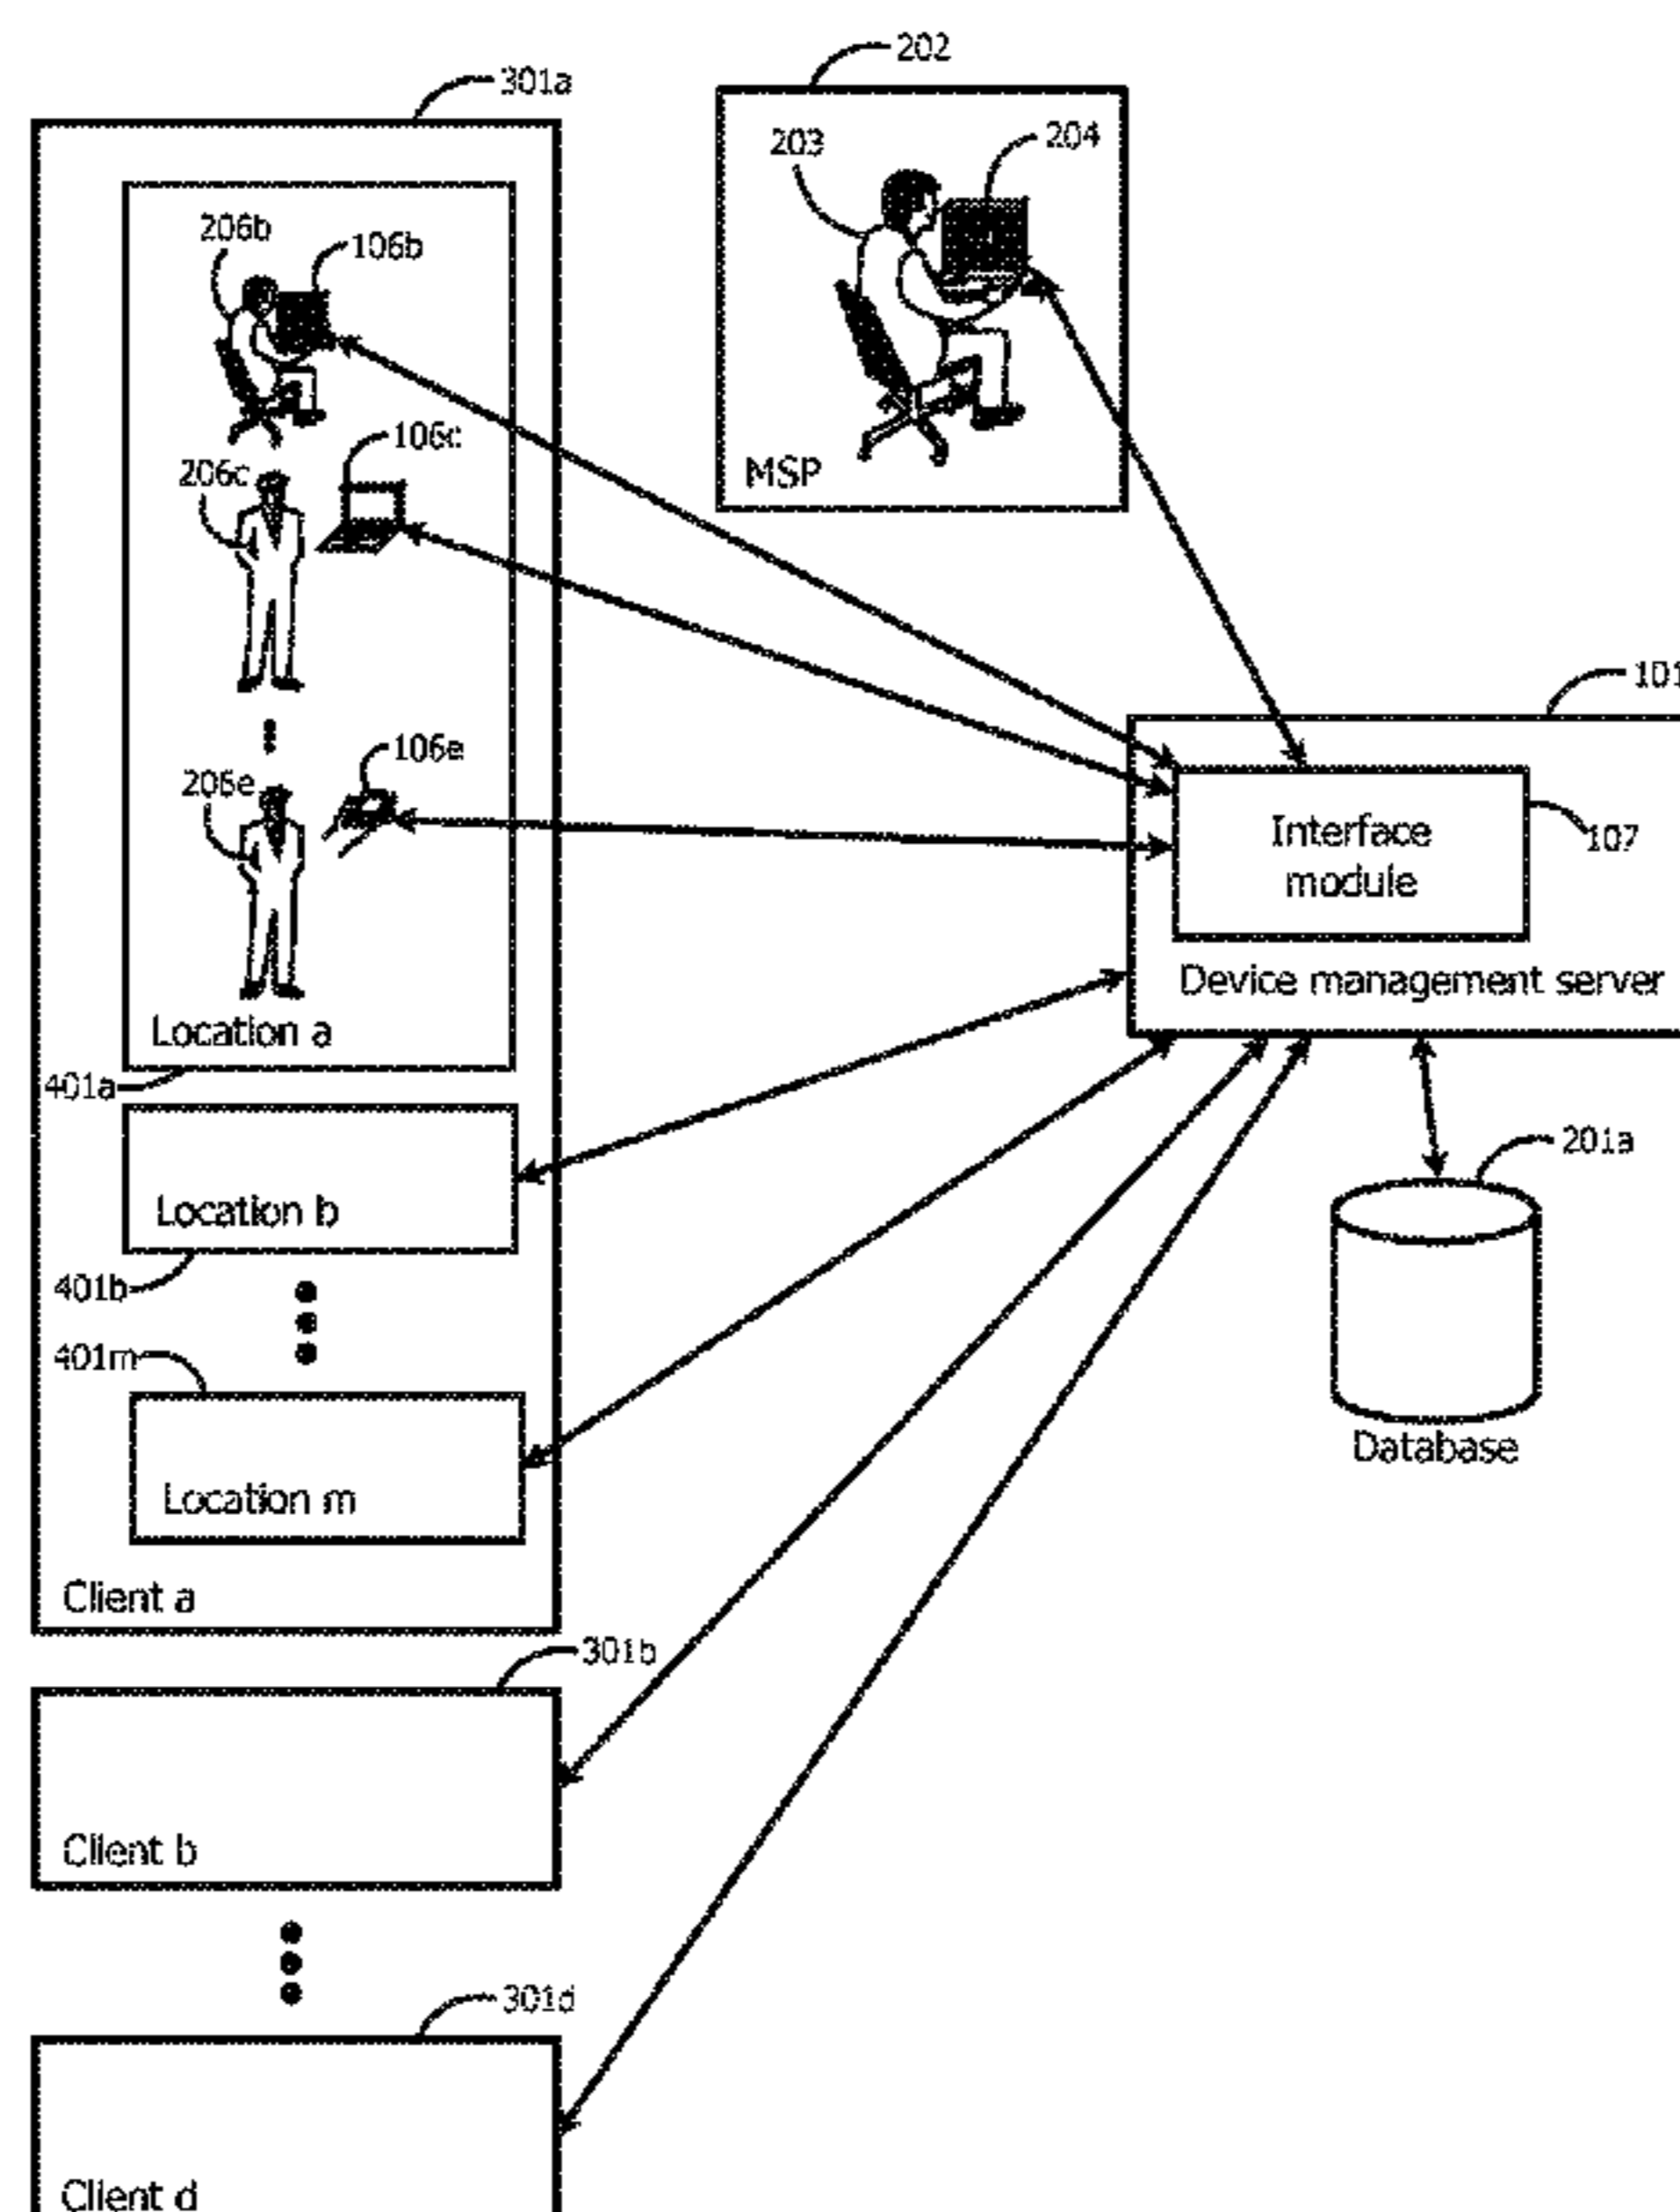 202
301a
203
204
206b
106b
106c
206c
MSP
101
106e
206e
Interface
module
107
Device management server
Location a
401a
201a
Location b
401b
401m
Database
Location m
Client a
301b
Client b
301d
Client d